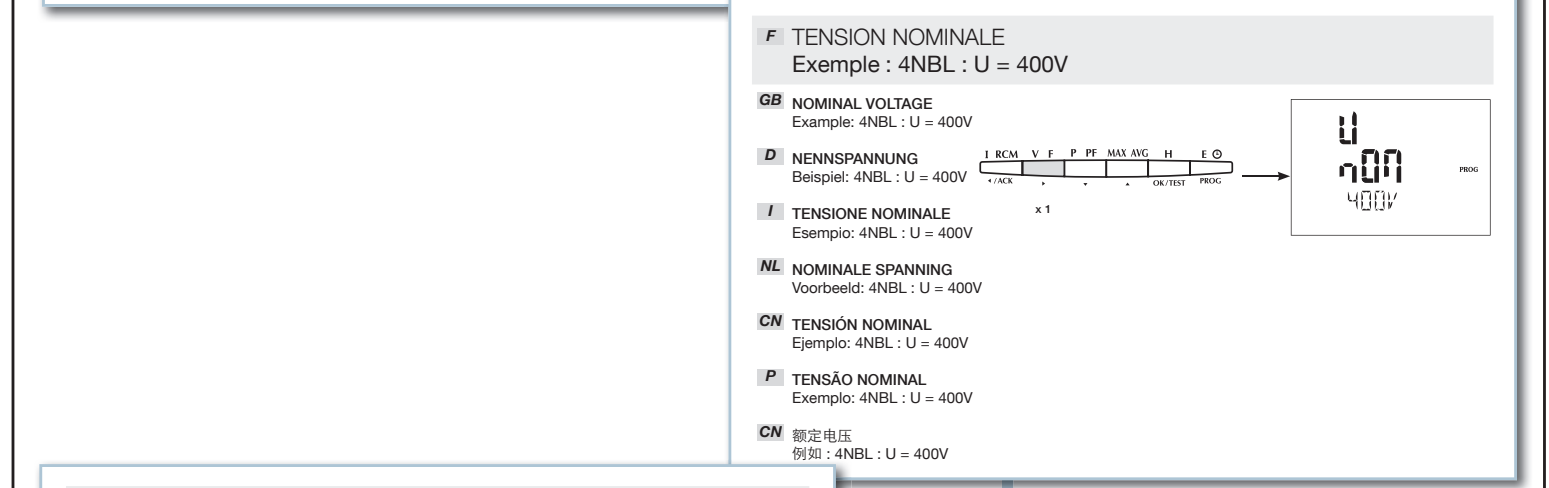 F TENSION NOMINALE
Exemple : 4NBL : U = 400V
GB NOMINAL VOLTAGE
Example: 4NBL : U = 400V
D NENNSPANNUNG
Beispiel: 4NBL : U = 400V
I TENSIONE NOMINALE
Esempio: 4NBL : U = 400V
NL NOMINALE SPANNING
Voorbeeld: 4NBL : U = 400V
CN TENSIÓN NOMINAL
Ejemplo: 4NBL : U = 400V
P TENSÃO NOMINAL
Exemplo: 4NBL : U = 400V
CN 额定电压
例如 : 4NBL : U = 400V
I RCM V F P PF MAX AVG H E
/ACK OK/TEST PROG
x 1
U
nOM
400V
PROG